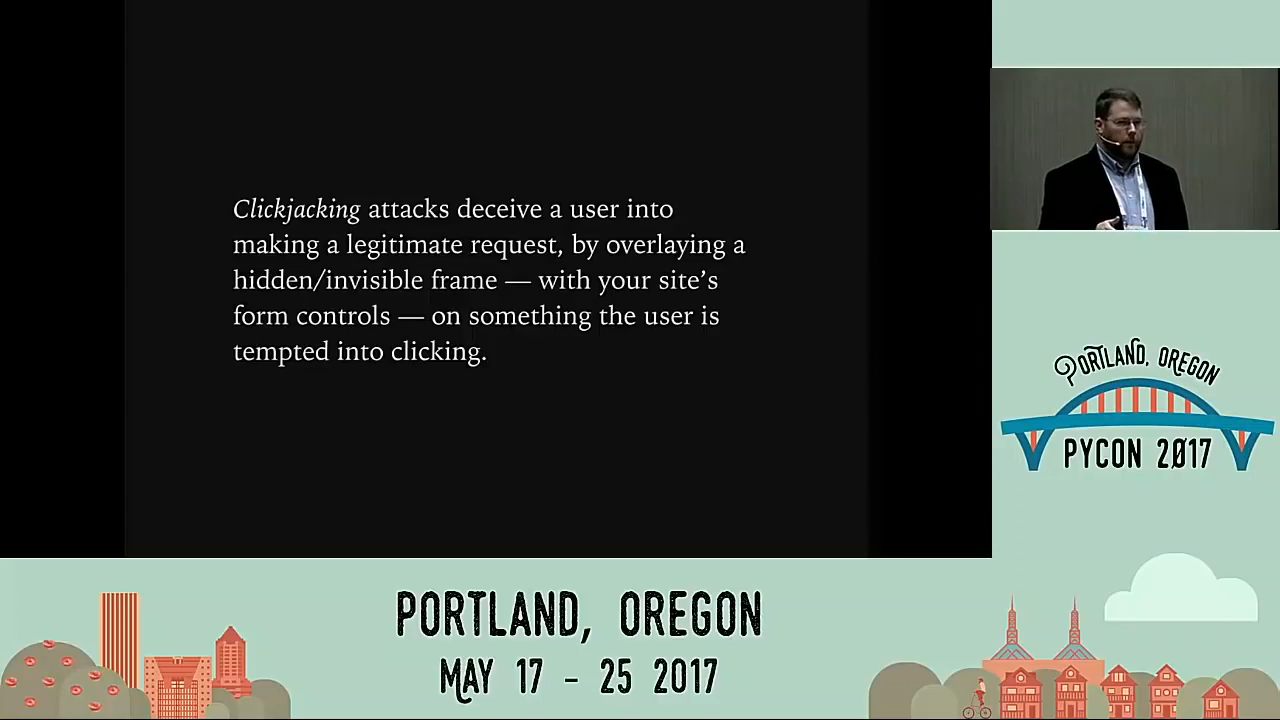 Clickjacking attacks deceive a user into
making a legitimate request, by overlaying a
hidden/invisible frame — with your site’s
form controls — on something the user is
tempted into clicking.
PORTLAND, OREGON
PYCON 2017
PORTLAND, OREGON
MAY 17 - 25 2017